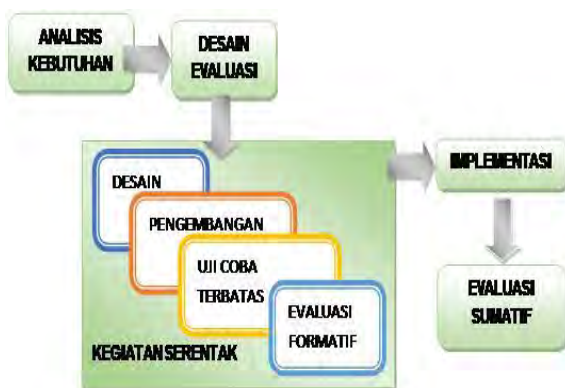 ANALISIS
KEBUTUHAN
DESAIN
EVALUASI
DESAIN
PENGEMBANGAN
UJI COBA
TERBATAS
EVALUASI
FORMATIF
KEGIATAN SERENTAK
IMPLEMENTASI
EVALUASI
SUMATIF